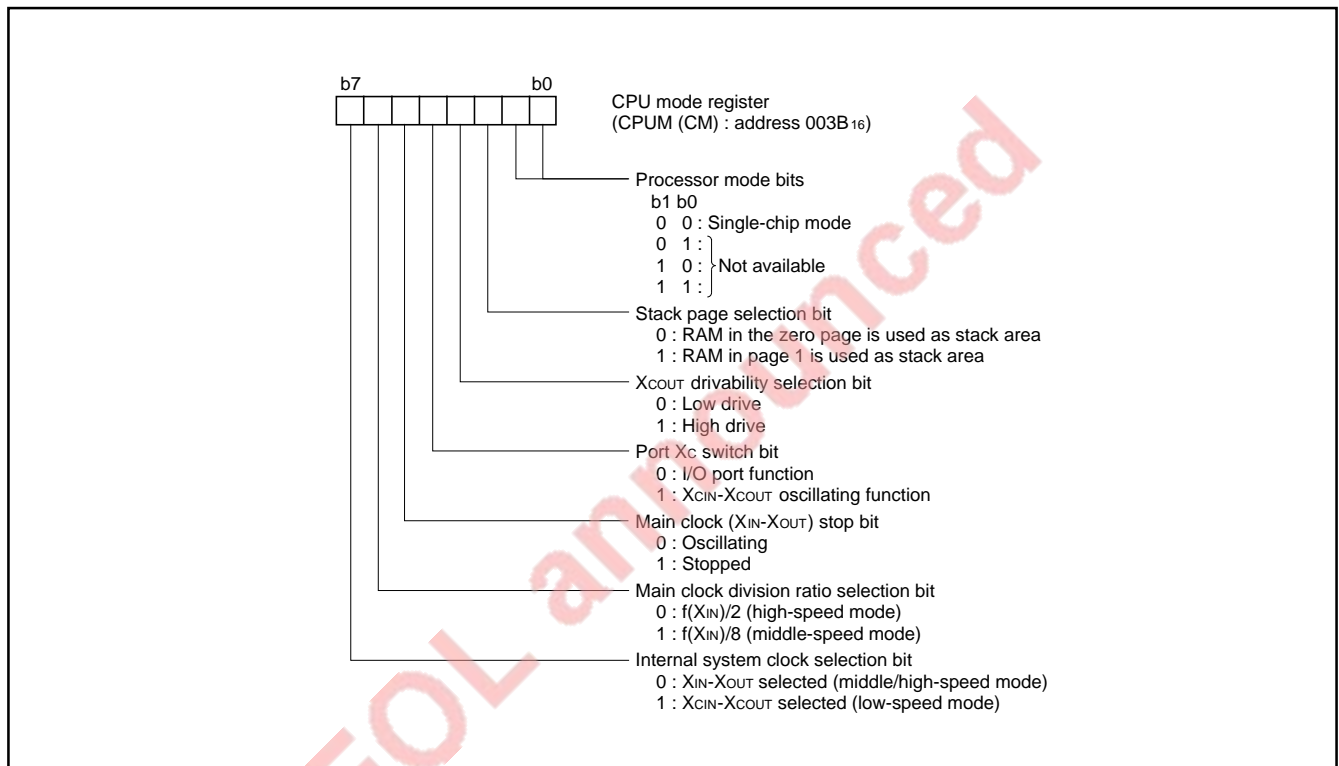 b7 b0
CPU mode register
(CPUM (CM) : address 003B16)
Processor mode bits
b1 b0
0 0 : Single-chip mode
0 1 :
1 0 : Not available
1 1 :
Stack page selection bit
0 : RAM in the zero page is used as stack area
1 : RAM in page 1 is used as stack area
XCOUT drivability selection bit
0 : Low drive
1 : High drive
Port XC switch bit
0 : I/O port function
1 : XCIN-XCOUT oscillating function
Main clock (XIN-XOUT) stop bit
0 : Oscillating
1 : Stopped
Main clock division ratio selection bit
0 : f(XIN)/2 (high-speed mode)
1 : f(XIN)/8 (middle-speed mode)
Internal system clock selection bit
0 : XIN-XOUT selected (middle/high-speed mode)
1 : XCIN-XCOUT selected (low-speed mode)
EOL announced